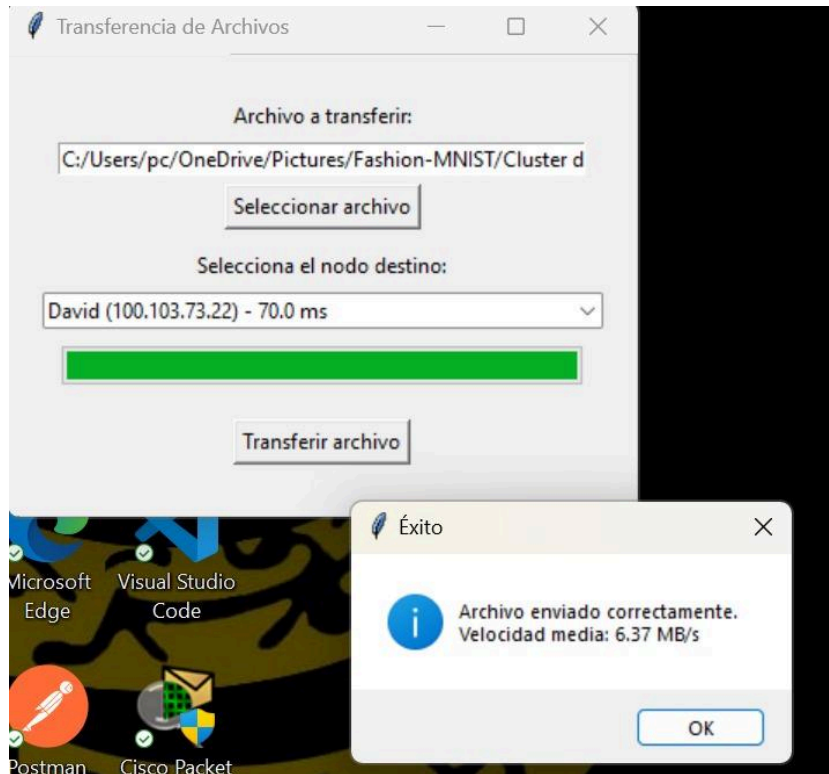 Transferencia de Archivos
Archivo a transferir:
C:/Users/pc/OneDrive/Pictures/Fashion-MNIST/Cluster d
Seleccionar archivo
Selecciona el nodo destino:
David (100.103.73.22) - 70.0 ms
Transferir archivo
Éxito
Archivo enviado correctamente.
Velocidad media: 6.37 MB/s
OK
Microsoft
Edge
Visual Studio
Code
Postman
Cisco Packet